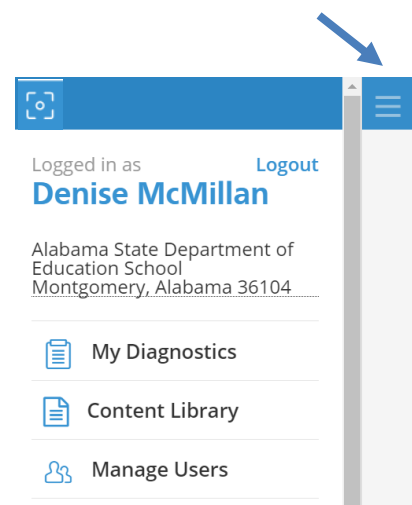 Logged in as Logout
Denise McMillan
Alabama State Department of
Education School
Montgomery, Alabama 36104
My Diagnostics
Content Library
Manage Users